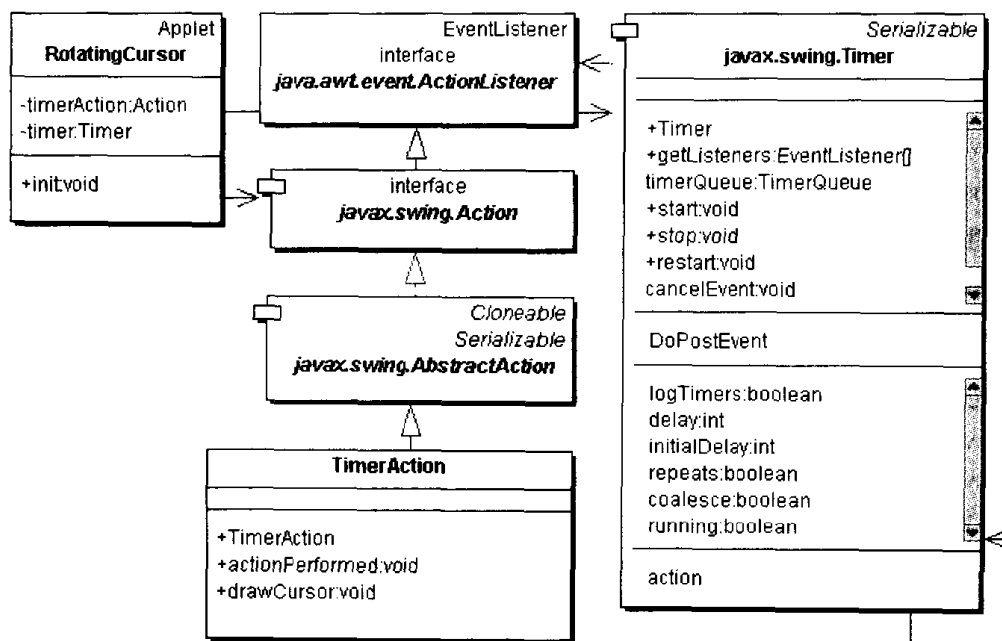 Applet
RotatingCursor
-timerAction:Action
-timer:Timer
+init:void
EventListener
interface
java.awt.event.ActionListener
interface
javax.swing.Action
Cloneable
Serializable
javax.swing.AbstractAction
TimerAction
+TimerAction
+actionPerformed:void
+drawCursor:void
Serializable
javax.swing.Timer
+Timer
+getListeners:EventListener[]
timerQueue:TimerQueue
+start:void
+stop:void
+restart:void
cancelEvent:void
DoPostEvent
logTimers:boolean
delay:int
initialDelay:int
repeats:boolean
coalesce:boolean
running:boolean
action